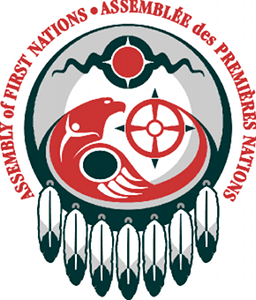 ASSEMBLY of FIRST NATIONS • ASSEMBLÉE des PREMIÈRES NATIONS